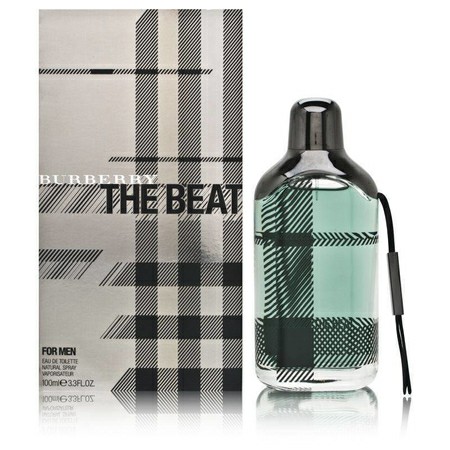 BURBERRY
THE BEAT
FOR MEN
EAU DE TOILETTE
NATURAL SPRAY
VAPORISATEUR
100ml ℮ 3.3FL.OZ.